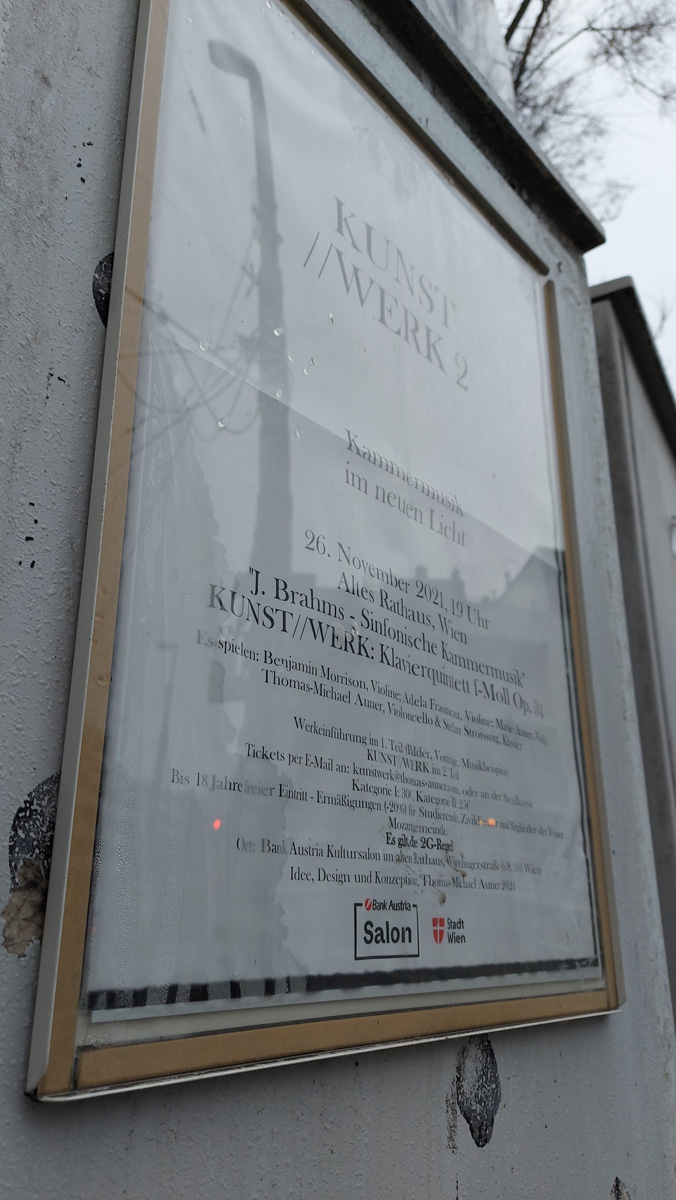 KUNST
//WERK 2
Kammermusik
im neuen Licht
26. November 2021, 19 Uhr
Altes Rathaus, Wien
"J. Brahms - Sinfonische Kammermusik"
KUNST//WERK: Klavierquintett f-Moll Op. 34
Es spielen: Benjamin Morrison, Violine; Adela Frasineau, Violine; Marie Auner, Viola;
Thomas-Michael Auner, Violoncello & Stefan Stroissnig, Klavier
Werkeinführung im 1. Teil (Bilder, Vortrag, Musikbeispiele)
KUNST//WERK im 2. Teil
Tickets per E-Mail an: kunstwerk@thomas-auner.com, oder an der Abendkassa
Kategorie I: 30€, Kategorie II: 25€
Bis 18 Jahre freier Eintritt - Ermäßigungen (-20%) für Studierende, Zivildiener und Mitglieder der Wiener
Mozartgemeinde.
Es gilt die 2G-Regel
Ort: Bank Austria Kultursalon im alten Rathaus, Wipplingerstraße 6/8, 1010 Wien
Idee, Design und Konzeption, Thomas-Michael Auner 2021
Bank Austria
Salon
Stadt
Wien